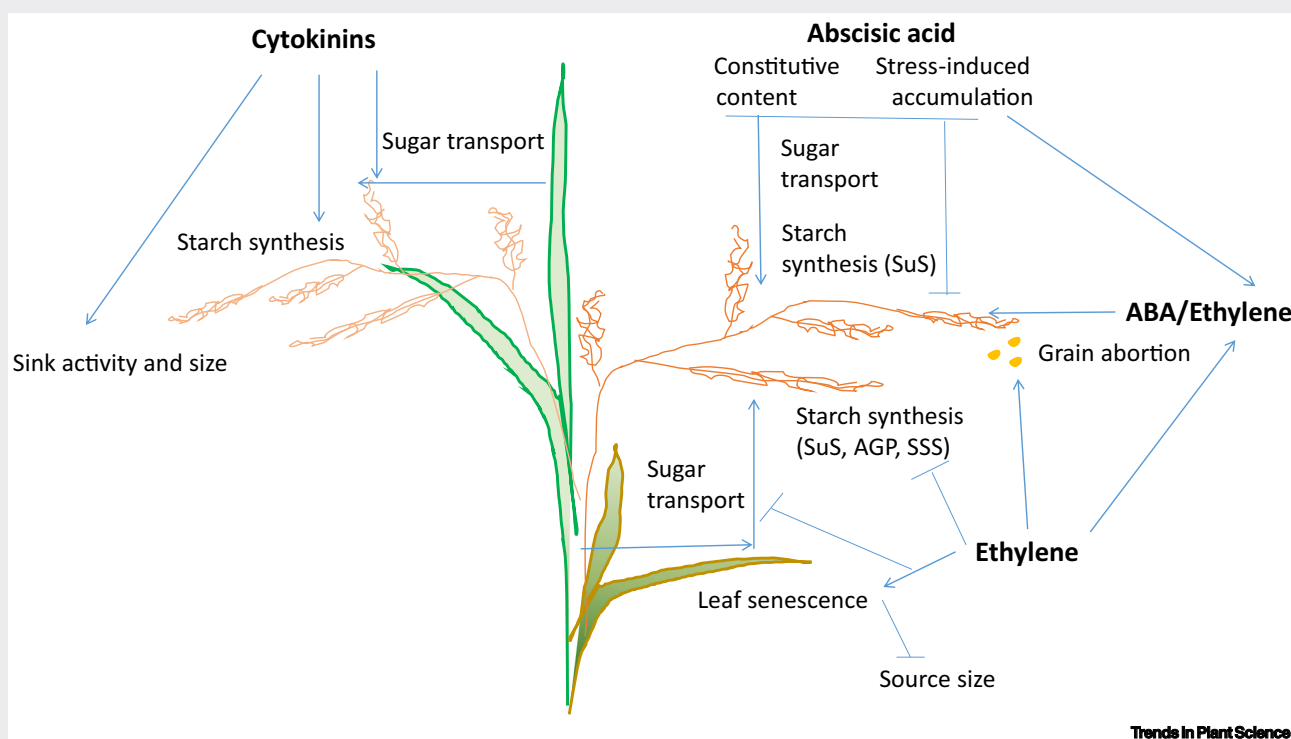 Cytokinins
Abscisic acid
Constitutive
content
Stress-induced
accumulation
Sugar transport
Sugar
transport
Starch synthesis
Starch
synthesis (SuS)
ABA/Ethylene
Sink activity and size
Grain abortion
Starch synthesis
(SuS, AGP, SSS)
Sugar
transport
Ethylene
Leaf senescence
Source size
Trends in Plant Science